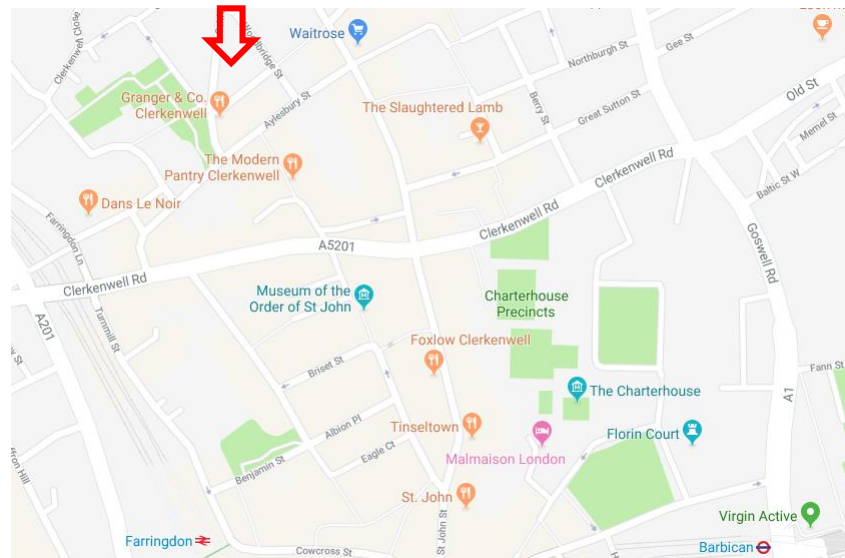 Clerkenwell Close
Woodbridge St
Waitrose
Northburgh St
Gee St
Granger & Co.
Clerkenwell
Aylesbury St
The Slaughtered Lamb
Berry St
Great Sutton St
Old St
Memel St
The Modern
Pantry Clerkenwell
Dans Le Noir
Clerkenwell Rd
Baltic St W
Farringdon Ln
Clerkenwell Rd
A5201
Goswell Rd
Clerkenwell Rd
Museum of the
Order of St John
Charterhouse
Precincts
A201
Turnmill St
Foxlow Clerkenwell
Briset St
Fann St
The Charterhouse
A1
Albion Pl
Tinseltown
Florin Court
Eagle Ct
Malmaison London
Benjamin St
St. John
Virgin Active
St John St
Farringdon
Cowcross St
Barbican